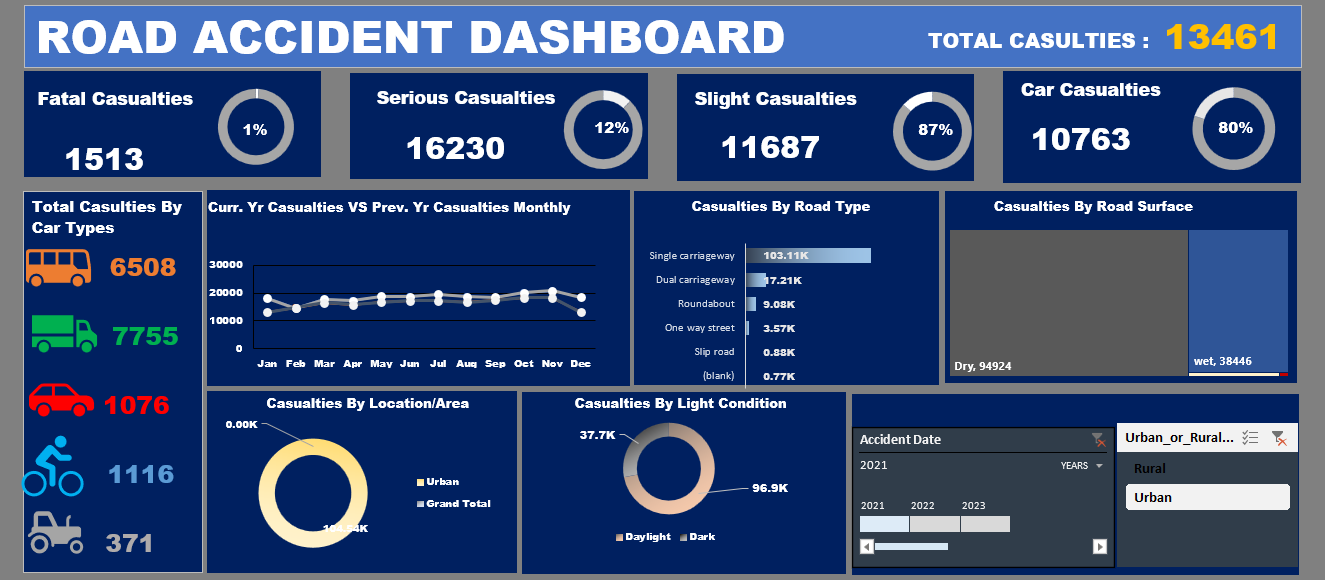 ROAD ACCIDENT DASHBOARD
TOTAL CASULTIES : 13461
Fatal Casualties
1513
1%
Serious Casualties
16230
12%
Slight Casualties
11687
87%
Car Casualties
10763
80%
Total Casulties By
Car Types
6508
7755
1076
1116
371
Curr. Yr Casualties VS Prev. Yr Casualties Monthly
30000
20000
10000
0
Jan Feb Mar Apr May Jun Jul Aug Sep Oct Nov Dec
Casualties By Road Type
Single carriageway 103.11K
Dual carriageway 17.21K
Roundabout 9.08K
One way street 3.57K
Slip road 0.88K
(blank) 0.77K
Casualties By Road Surface
Dry, 94924
wet, 38446
Casualties By Location/Area
0.00K
Urban
Grand Total
Casualties By Light Condition
37.7K
96.9K
Daylight Dark
Accident Date
2021 YEARS
2021 2022 2023
Urban_or_Rural...
Rural
Urban